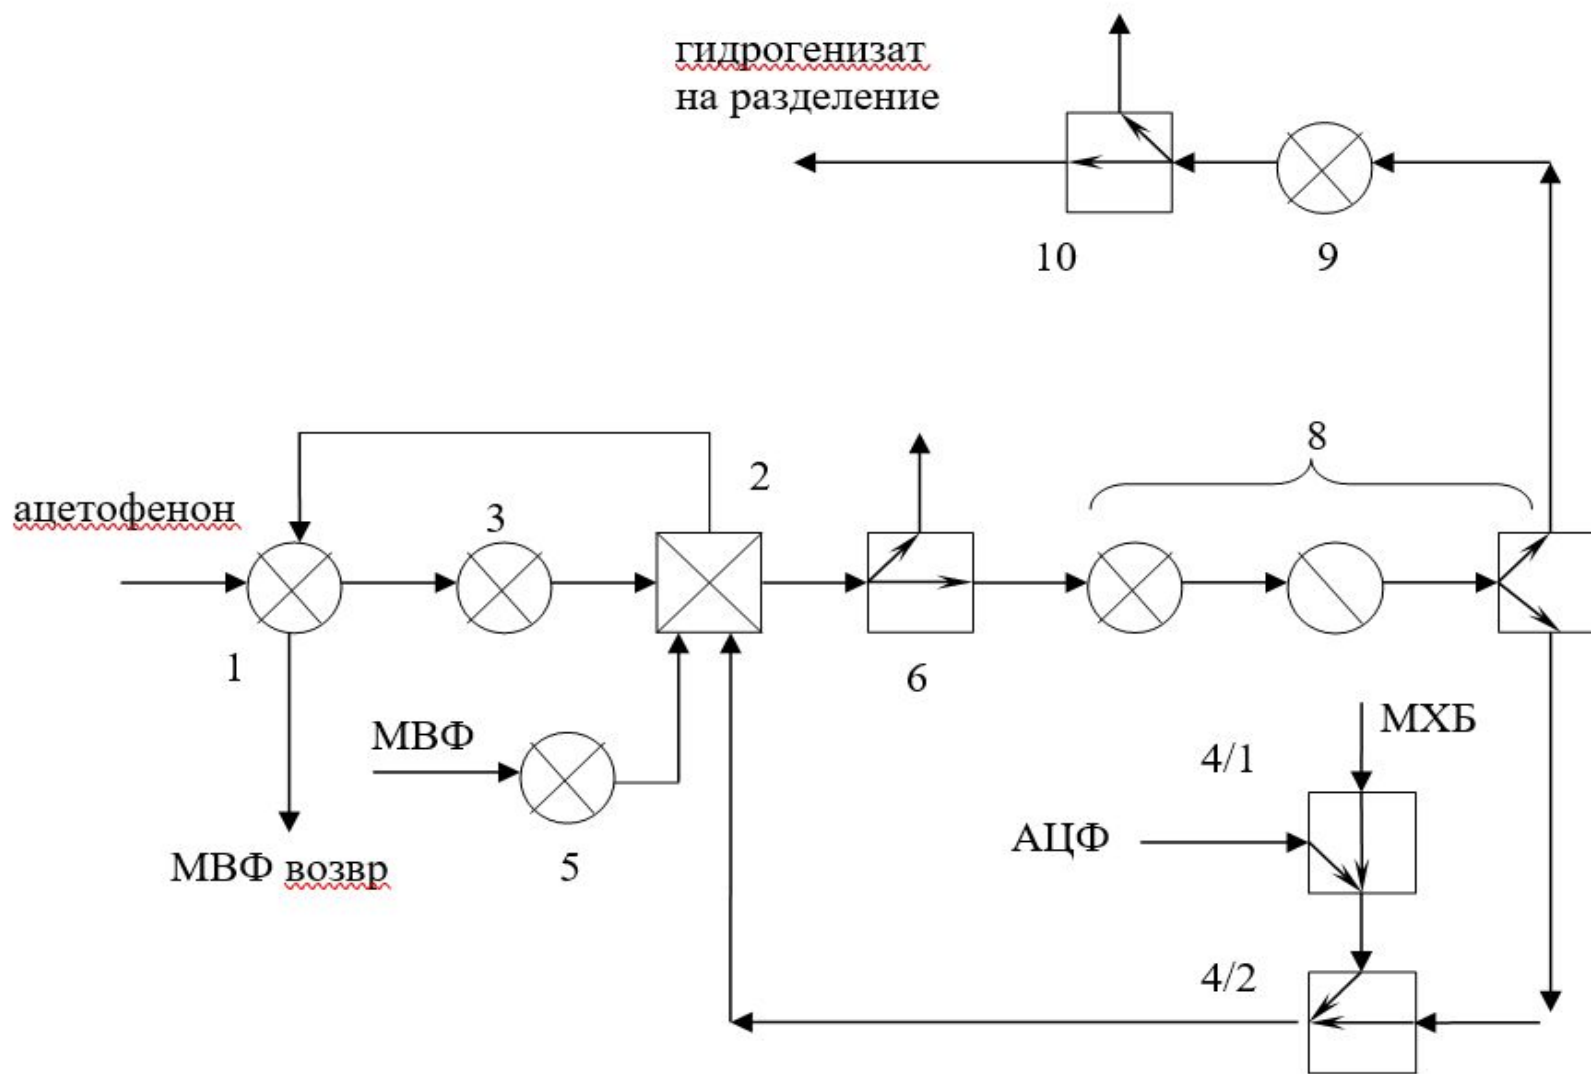 гидрогенизат
на разделение
10
9
8
2
ацетофенон
3
1
6
МВФ
МХБ
4/1
АЦФ
5
МВФ возвр
4/2